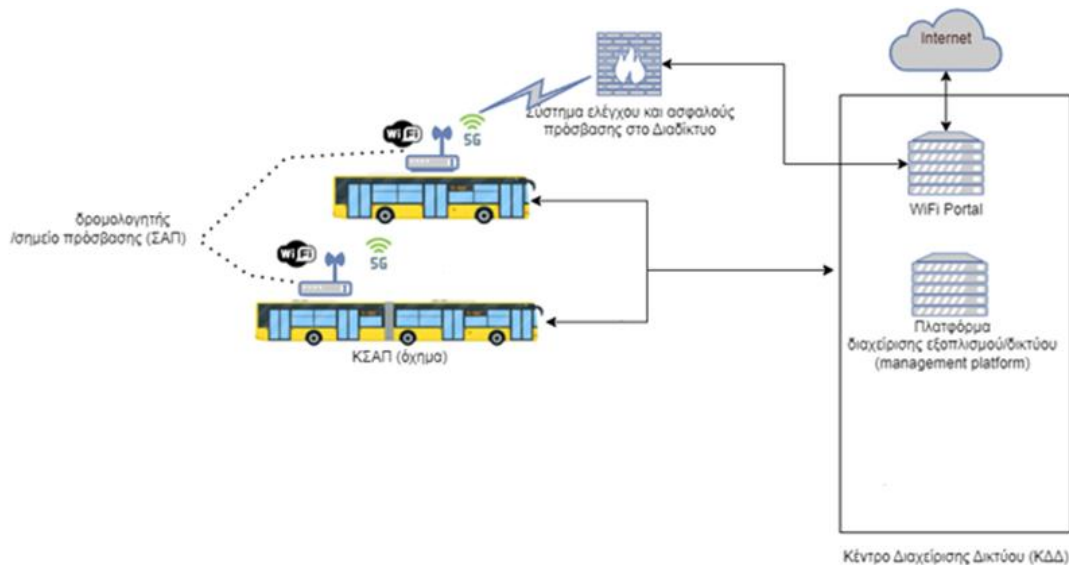 Internet
WiFi
5G
Σύστημα ελέγχου και ασφαλούς
πρόσβασης στο Διαδίκτυο
WiFi Portal
δρομολογητής
/σημείο πρόσβασης (ΣΑΠ)
WiFi
5G
Πλατφόρμα
διαχείρισης εξοπλισμού/δικτύου
(management platform)
ΚΣΑΠ (όχημα)
Κέντρο Διαχείρισης Δικτύου (ΚΔΔ)